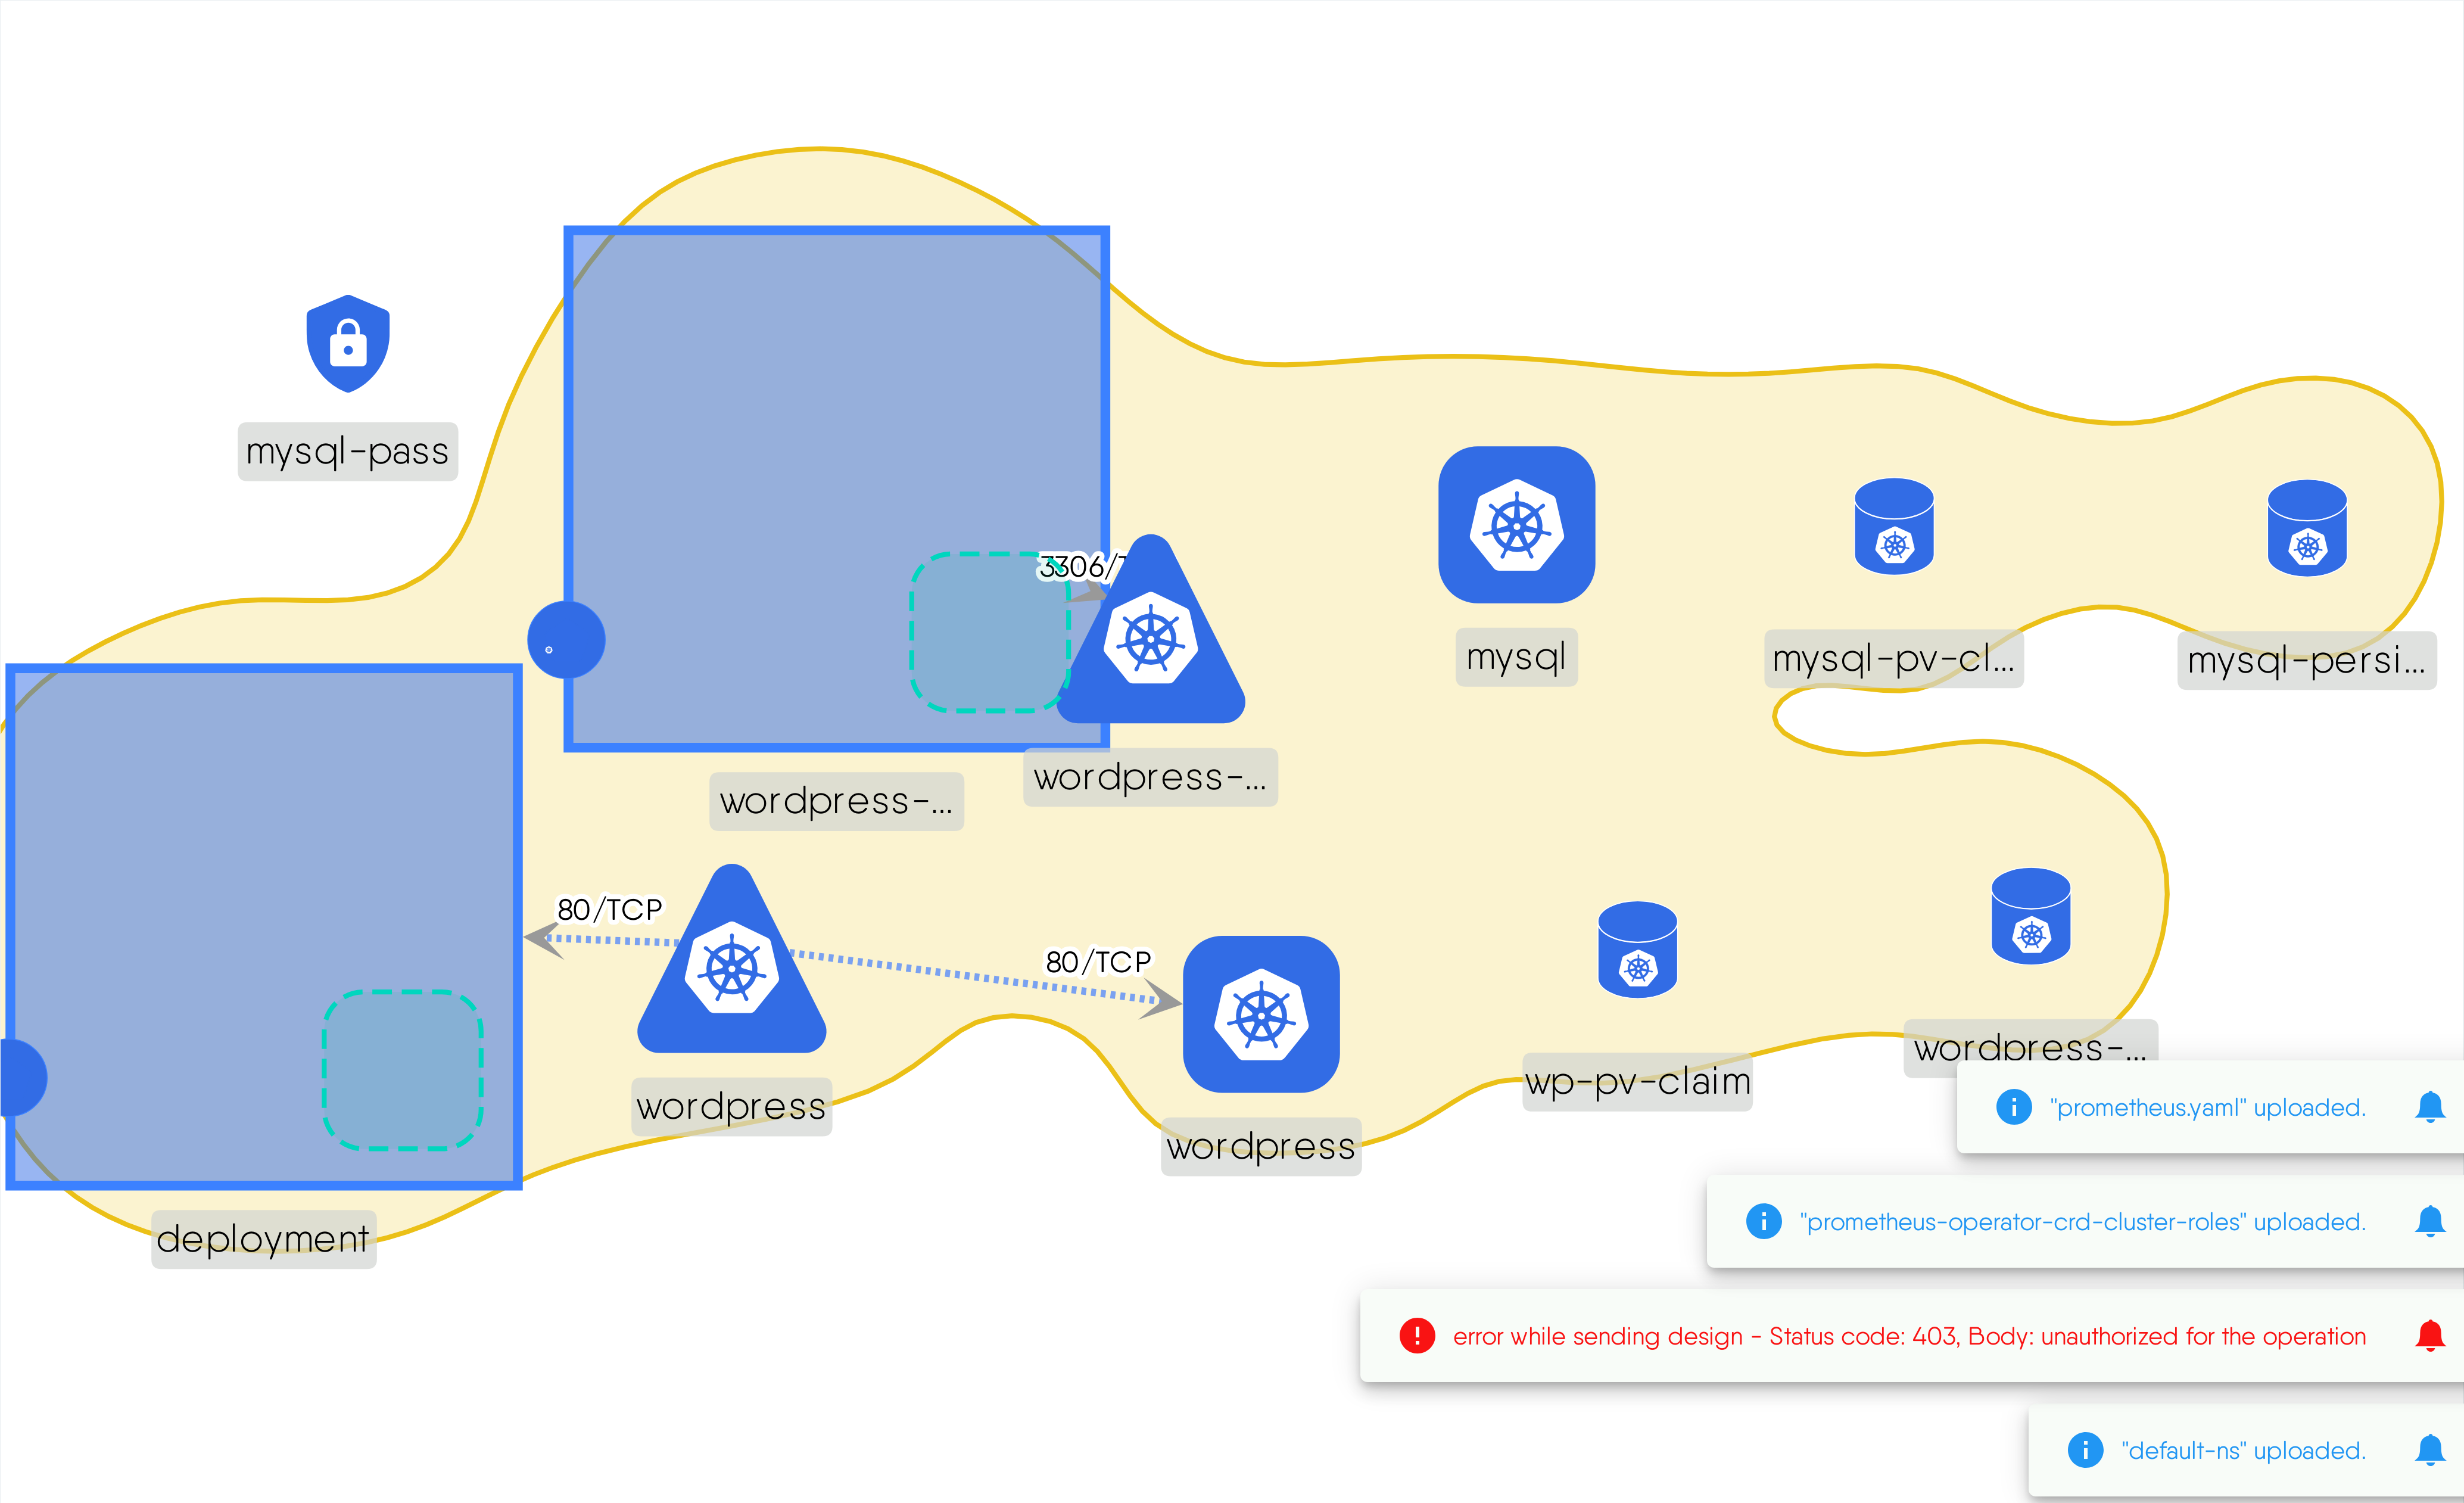 mysql-pass
3306/T
mysql
mysql-pv-cl...
mysql-persi...
wordpress-...
wordpress-...
80/TCP
80/TCP
wordpress
wordpress
wp-pv-claim
wordpress-...
deployment
"prometheus.yaml" uploaded.
"prometheus-operator-crd-cluster-roles" uploaded.
error while sending design - Status code: 403, Body: unauthorized for the operation
"default-ns" uploaded.